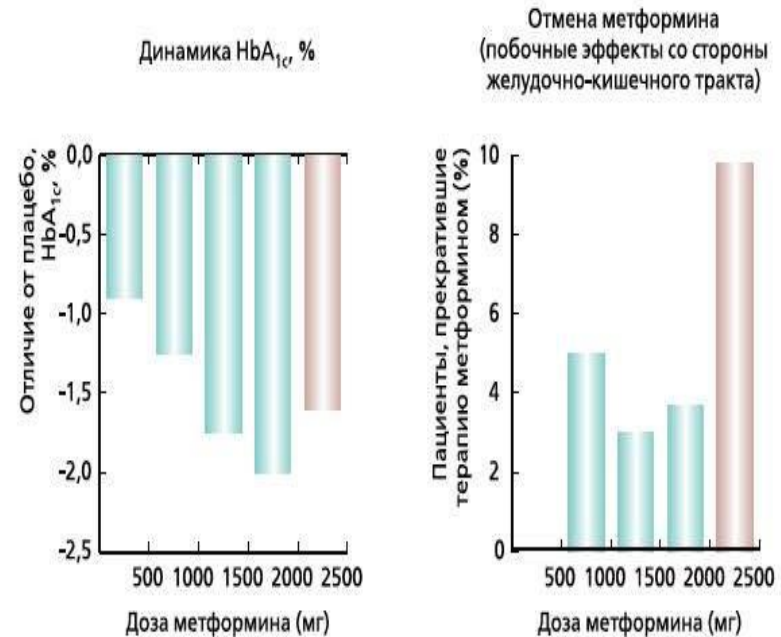 Динамика HbA1c, %
Отличие от плацебо,
HbA1c, %
0,0
-0,5
-1,0
-1,5
-2,0
-2,5
500 1000 1500 2000 2500
Доза метформина (мг)
Отмена метформина
(побочные эффекты со стороны
желудочно-кишечного тракта)
Пациенты, прекратившие
терапию метформином (%)
10
8
6
4
2
0
500 1000 1500 2000 2500
Доза метформина (мг)